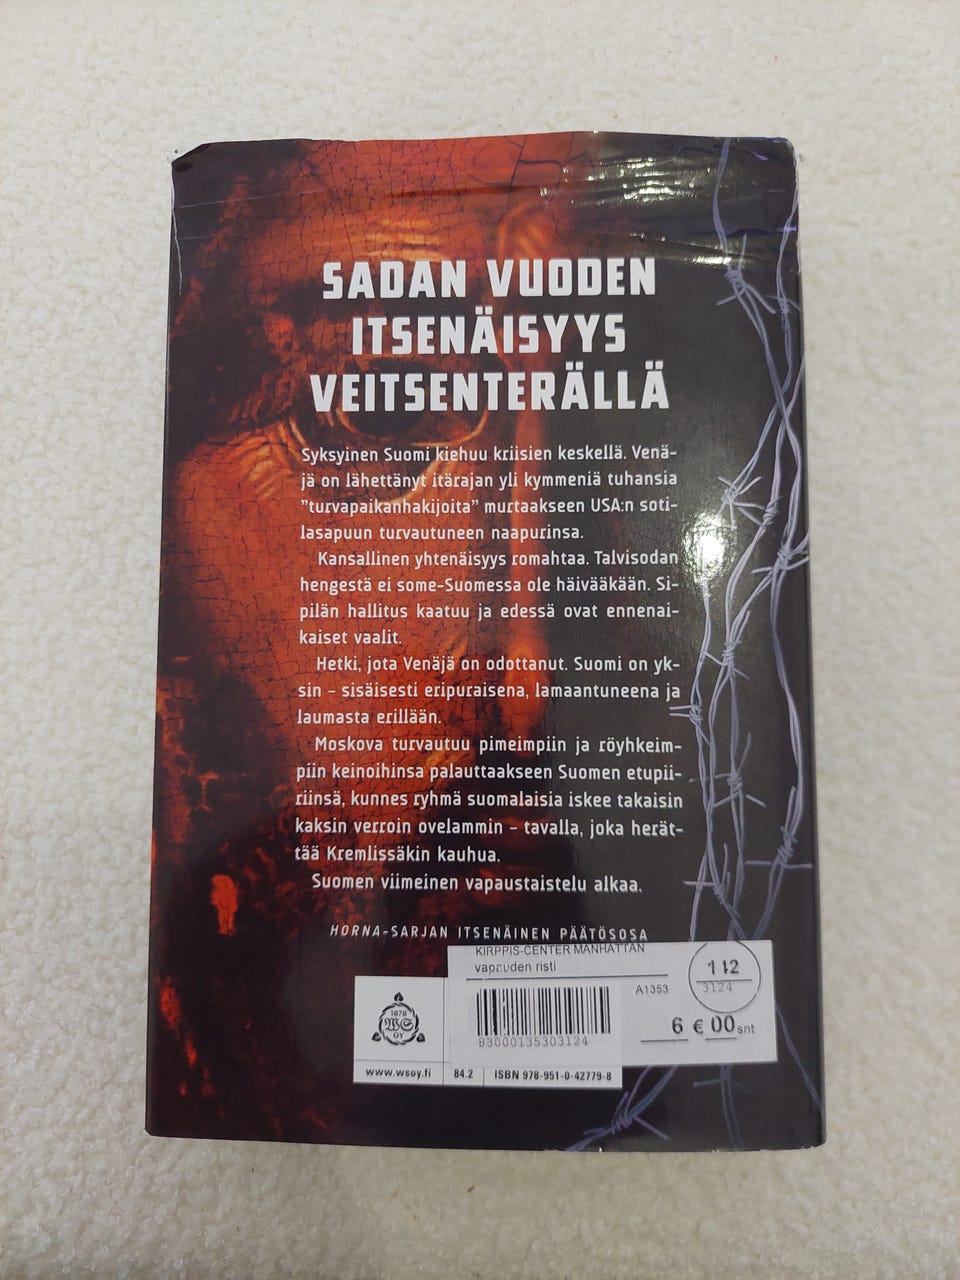 SADAN VUODEN
ITSENÄISYYS
VEITSENTERÄLLÄ
Syksyinen Suomi kiehuu kriisien keskellä. Venä-
jä on lähettänyt itärajan yli kymmeniä tuhansia
"turvapaikanhakijoita" murtaakseen USA:n soti-
lasapuun turvautuneen naapurinsa.
Kansallinen yhtenäisyys romahtaa. Talvisodan
hengestä ei some-Suomessa ole häivääkään. Si-
pilän hallitus kaatuu ja edessä ovat ennenai-
kaiset vaalit.
Hetki, jota Venäjä on odottanut. Suomi on yk-
sin – sisäisesti eripuraisena, lamaantuneena ja
laumasta erillään.
Moskova turvautuu pimeimpiin ja röyhkeim-
piin keinoihinsa palauttaakseen Suomen etupii-
riinsä, kunnes ryhmä suomalaisia iskee takaisin
kaksin verroin ovelammin – tavalla, joka herät-
tää Kremlissäkin kauhua.
Suomen viimeinen vapaustaistelu alkaa.
HORNA-SARJAN ITSENÄINEN PÄÄTÖSOSA
KIRPPIS-CENTER MANHATTAN
vapauden risti
112
3124
A1353
6 € 00 snt
83000135303124
1878
WS
OY
www.wsoy.fi
84.2
ISBN 978-951-0-42779-8